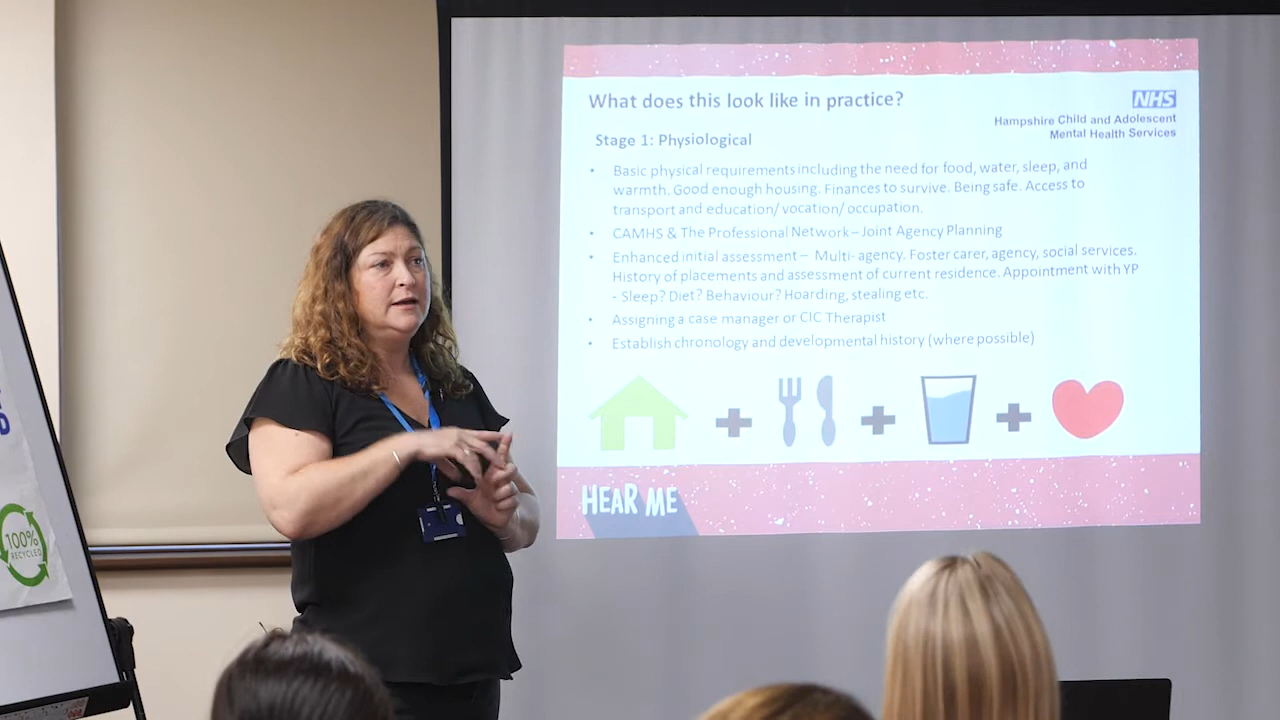 What does this look like in practice?
NHS
Hampshire Child and Adolescent
Mental Health Services
Stage 1: Physiological
• Basic physical requirements including the need for food, water, sleep, and
warmth. Good enough housing. Finances to survive. Being safe. Access to
transport and education/ vocation/ occupation.
• CAMHS & The Professional Network – Joint Agency Planning
• Enhanced initial assessment – Multi- agency. Foster carer, agency, social services.
History of placements and assessment of current residence. Appointment with YP
- Sleep? Diet? Behaviour? Hoarding, stealing etc.
• Assigning a case manager or CIC Therapist
• Establish chronology and developmental history (where possible)
HEAR ME
100%
RECYCLED